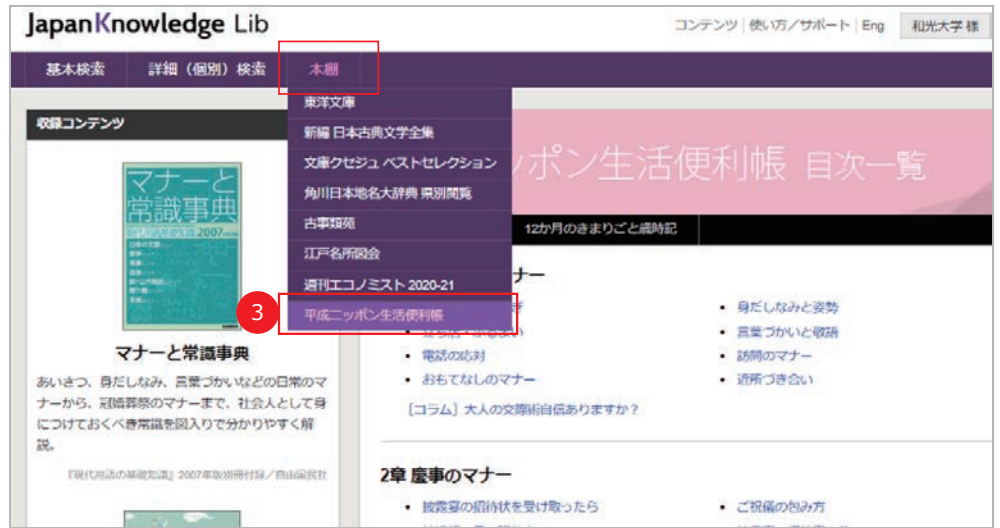 JapanKnowledge Lib
コンテンツ | 使い方／サポート | Eng 和光大学 様
基本検索 詳細（個別）検索 本棚
東洋文庫
新編 日本古典文学全集
文庫クセジュ ベストセレクション
角川日本地名大辞典 県別閲覧
古事類苑
江戸名所図会
週刊エコノミスト 2020-21
3 平成ニッポン生活便利帳
収録コンテンツ
マナーと
常識事典
2007
マナーと常識事典
あいさつ、身だしなみ、言葉づかいなどの日常のマ
ナーから、冠婚葬祭のマナーまで、社会人として身
につけておくべき常識を図入りで分かりやすく解
説。
『現代用語の基礎知識』2007年版別冊付録／自由国民社
ッポン生活便利帳 目次一覧
12か月のきまりごと歳時記
ナー
・ 身だしなみと姿勢
・ 言葉づかいと敬語
・ 電話の応対
・ 訪問のマナー
・ おもてなしのマナー
・ 近所づき合い
［コラム］大人の交際術自信ありますか？
2章 慶事のマナー
・ 披露宴の招待状を受け取ったら
・ ご祝儀の包み方